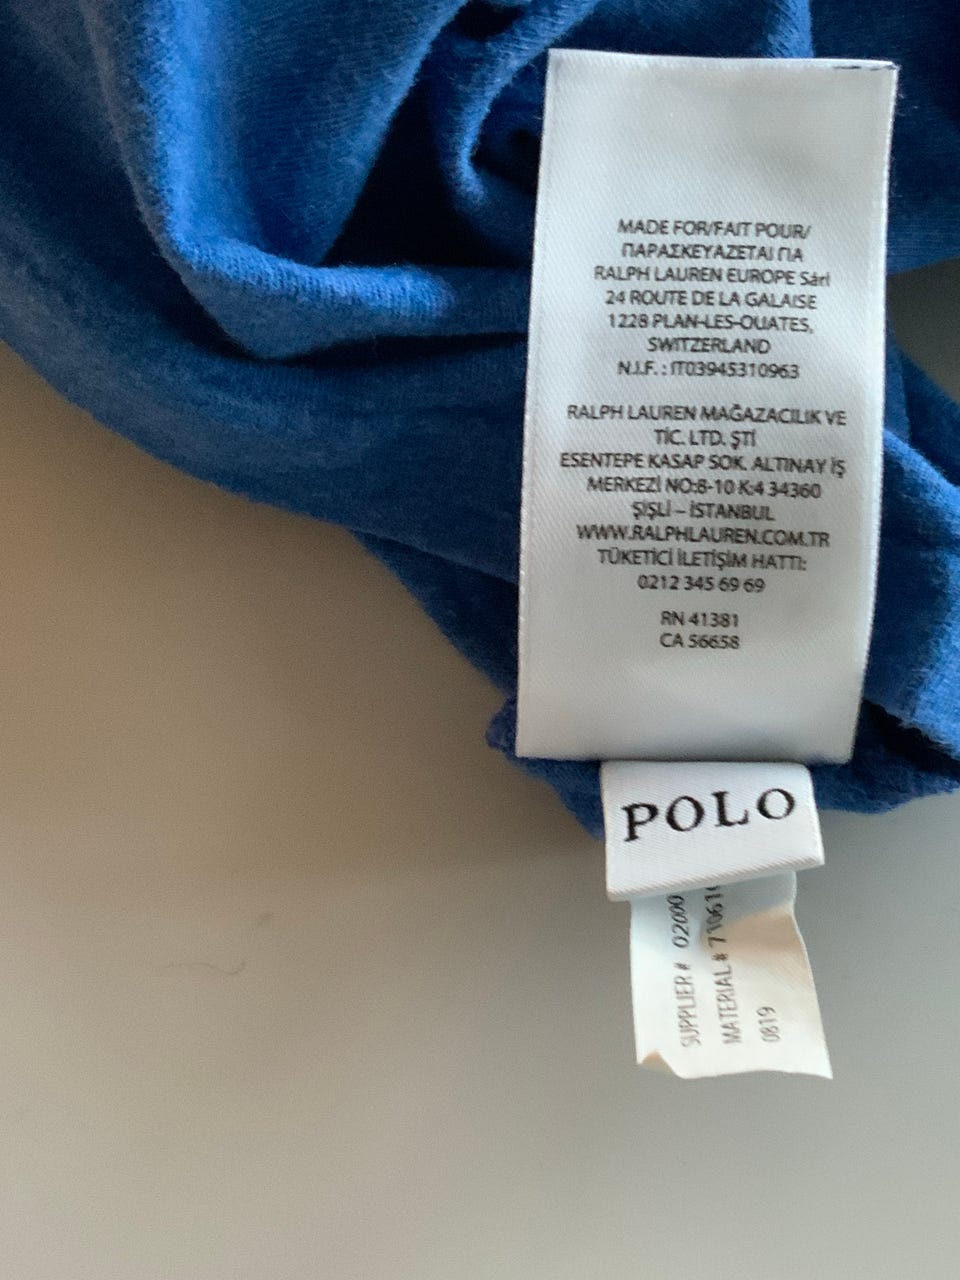 MADE FOR/FAIT POUR/
ΠΑΡΑΣΚΕΥΑΖΕΤΑΙ ΓΙΑ
RALPH LAUREN EUROPE Sàrl
24 ROUTE DE LA GALAISE
1228 PLAN-LES-OUATES,
SWITZERLAND
N.I.F. : IT03945310963
RALPH LAUREN MAĞAZACILIK VE
TİC. LTD. ŞTİ
ESENTEPE KASAP SOK. ALTINAY İŞ
MERKEZİ NO:8-10 K:4 34360
ŞİŞLİ – İSTANBUL
WWW.RALPHLAUREN.COM.TR
TÜKETİCİ İLETİŞİM HATTI:
0212 345 69 69
RN 41381
CA 56658
POLO
SUPPLIER # 02000
MATERIAL #
0819